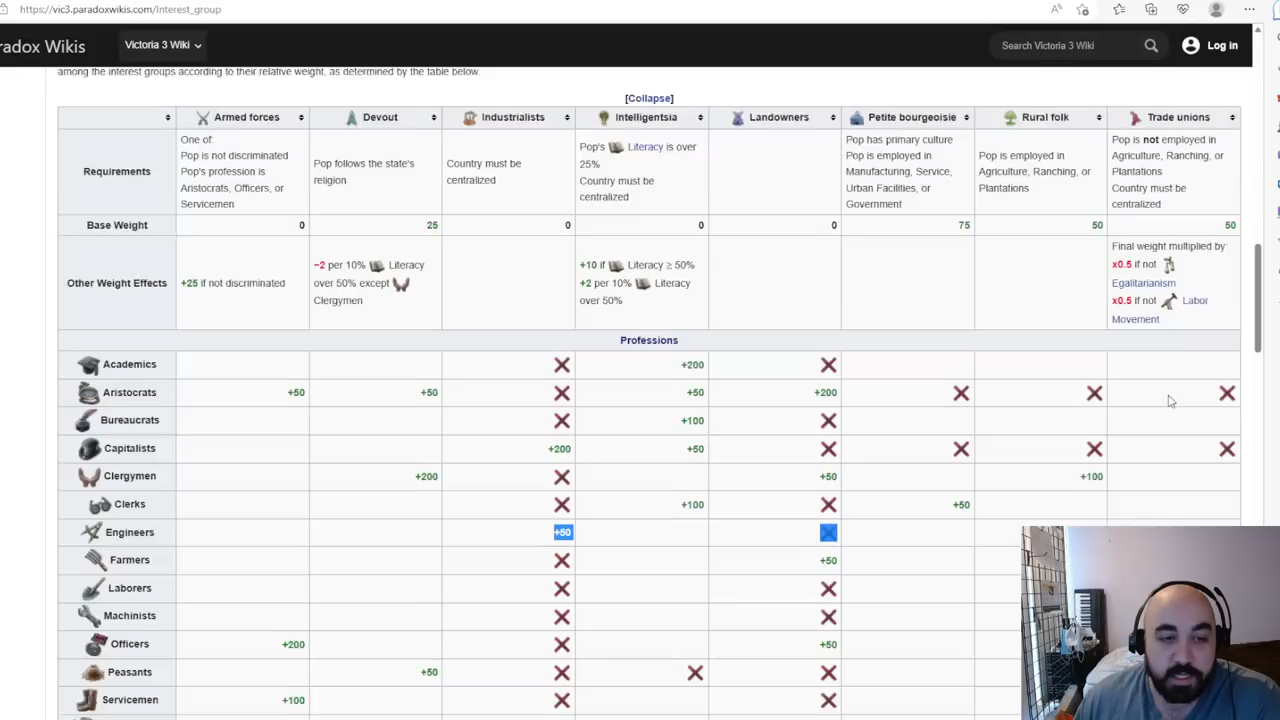 https://vic3.paradoxwikis.com/Interest_group
radox Wikis
Victoria 3 Wiki
Search Victoria 3 Wiki
Log in
among the interest groups according to their relative weight, as determined by the table below.
[Collapse]
Armed forces Devout Industrialists Intelligentsia Landowners Petite bourgeoisie Rural folk Trade unions
Requirements
One of:
Pop is not discriminated
Pop's profession is
Aristocrats, Officers, or
Servicemen
Pop follows the state's
religion
Country must be
centralized
Pop's Literacy is over
25%
Country must be
centralized
Pop has primary culture
Pop is employed in
Manufacturing, Service,
Urban Facilities, or
Government
Pop is employed in
Agriculture, Ranching, or
Plantations
Pop is not employed in
Agriculture, Ranching, or
Plantations
Country must be
centralized
Base Weight 0 25 0 0 0 75 50 50
Other Weight Effects
+25 if not discriminated
−2 per 10% Literacy
over 50% except
Clergymen
+10 if Literacy ≥ 50%
+2 per 10% Literacy
over 50%
Final weight multiplied by:
x0.5 if not
Egalitarianism
x0.5 if not Labor
Movement
Professions
Academics +200
Aristocrats +50 +50 +50 +200
Bureaucrats +100
Capitalists +200 +50
Clergymen +200 +50 +100
Clerks +100 +50
Engineers +50
Farmers +50
Laborers
Machinists
Officers +200 +50
Peasants +50
Servicemen +100